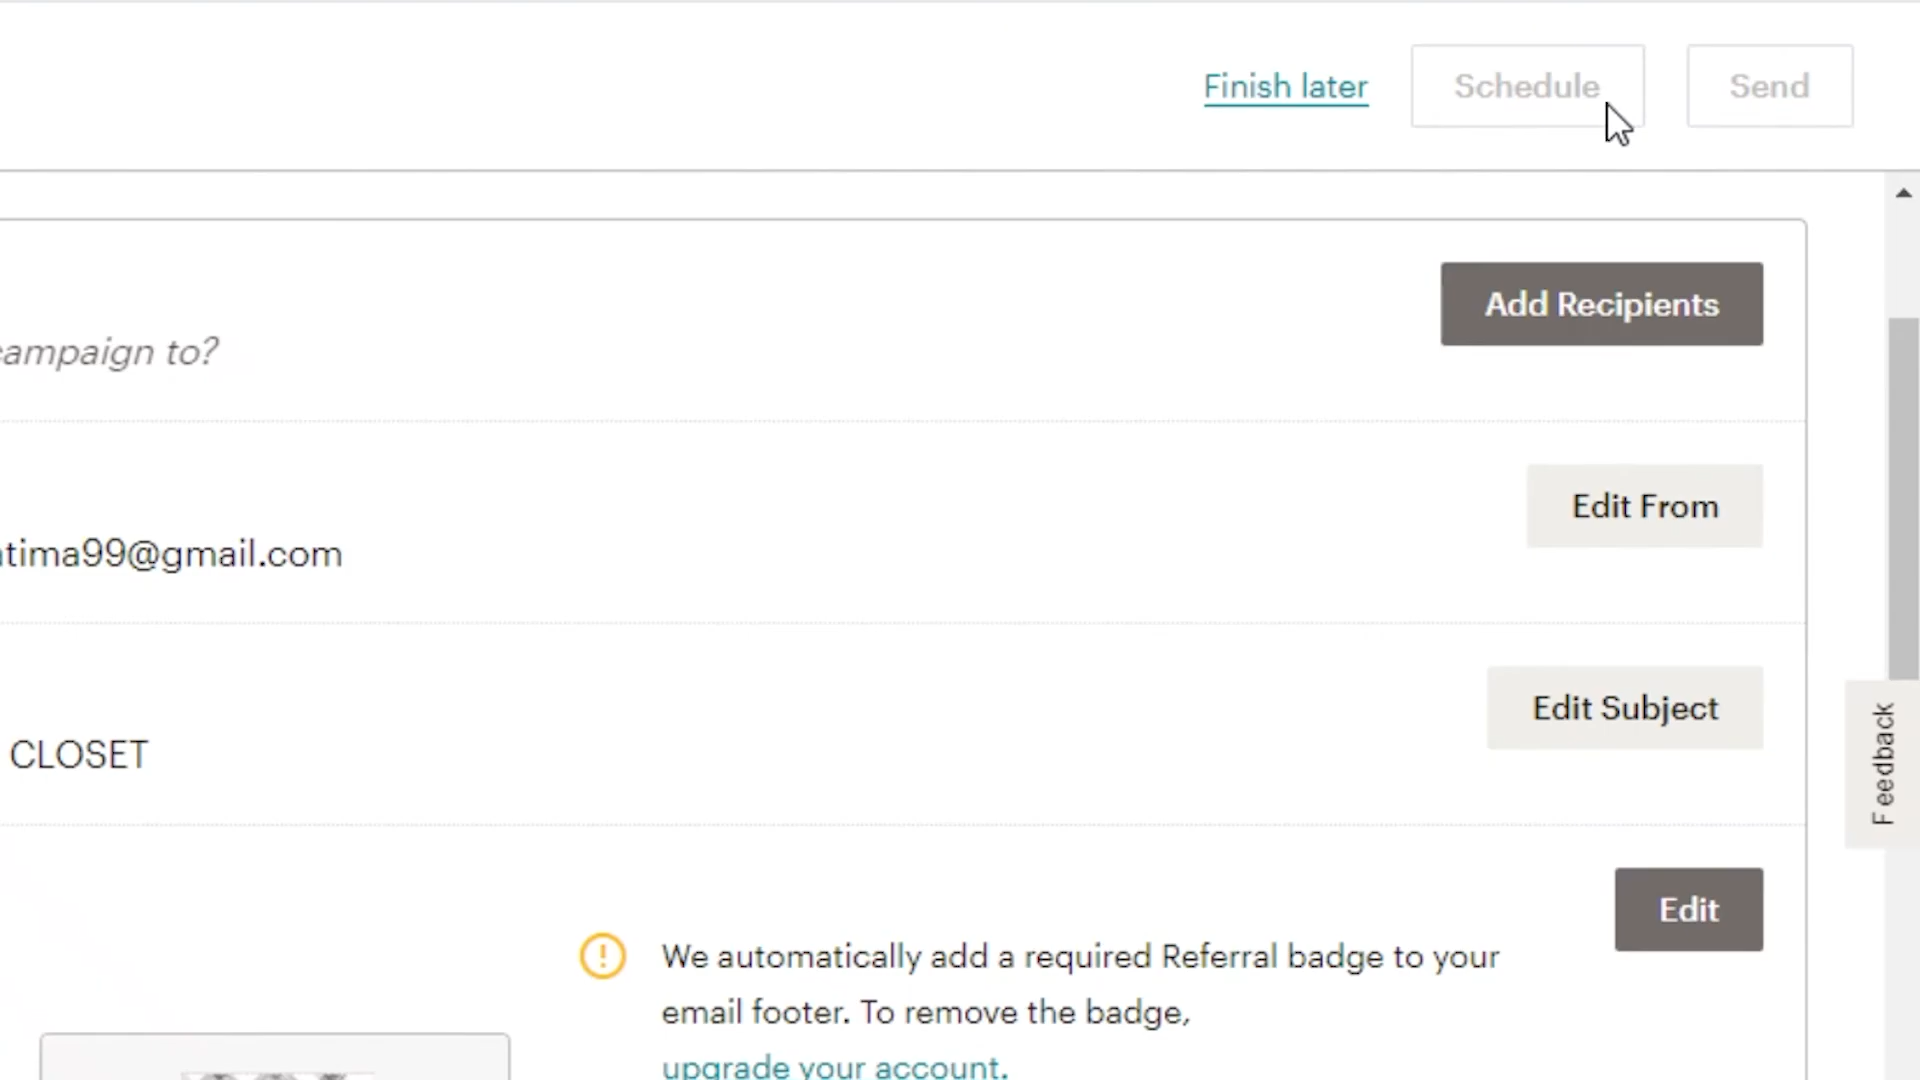 Finish later
Schedule
Send
Add Recipients
campaign to?
Edit From
tima99@gmail.com
Edit Subject
CLOSET
Feedback
Edit
We automatically add a required Referral badge to your
email footer. To remove the badge,
upgrade your account.